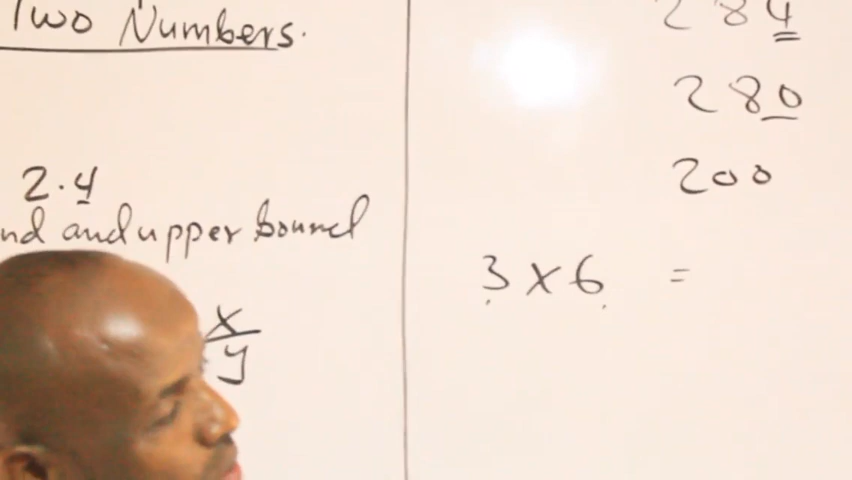 Two Numbers.
2.4
nd and upper bound
x
y
284
280
200
3 x 6 =